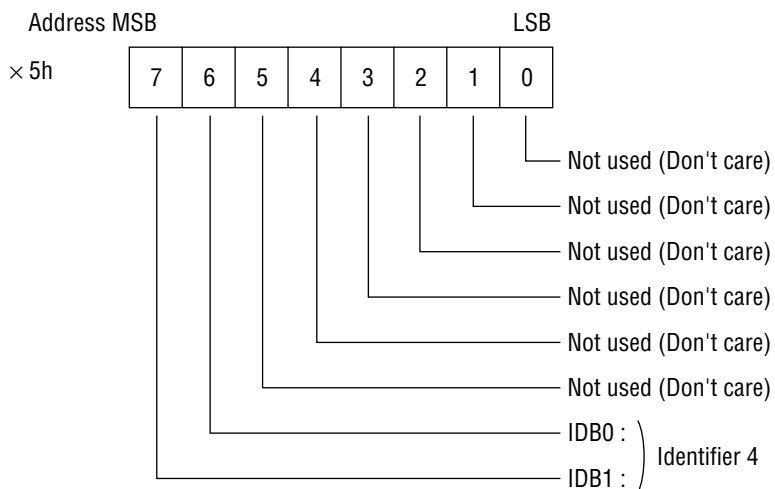 Address MSB LSB
× 5h 7 6 5 4 3 2 1 0
Not used (Don't care)
Not used (Don't care)
Not used (Don't care)
Not used (Don't care)
Not used (Don't care)
Not used (Don't care)
IDB0 :
Identifier 4
IDB1 :